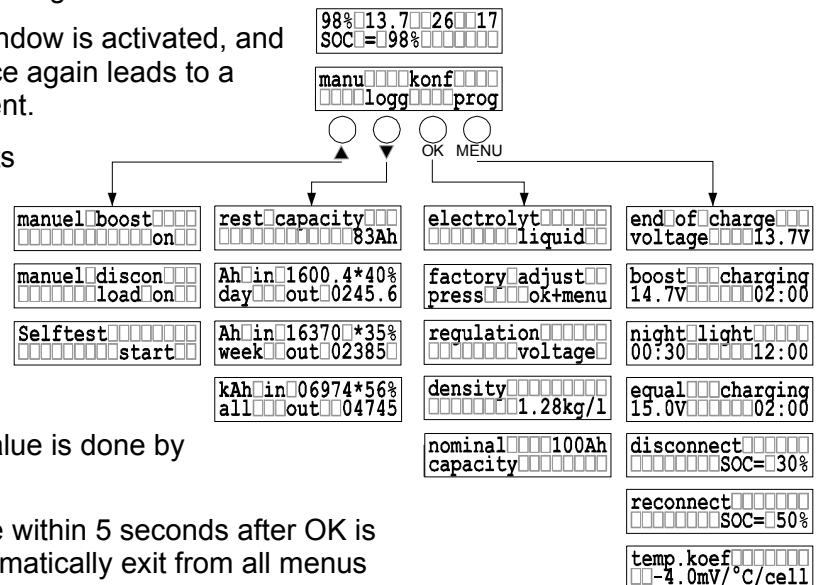 98% 13.7 26 17
SOC = 98%
ndow is activated, and
ce again leads to a
ent.
manu konf
logg prog
▲ ▼ OK MENU
manuel boost
on
manuel discon
load on
Selftest
start
rest capacity
83Ah
Ah in 1600.4*40%
day out 0245.6
Ah in 16370 *35%
week out 02385
kAh in 06974*56%
all out 04745
electrolyt
liquid
factory adjust
press ok+menu
regulation
voltage
density
1.28kg/l
nominal 100Ah
capacity
end of charge
voltage 13.7V
boost charging
14.7V 02:00
night light
00:30 12:00
equal charging
15.0V 02:00
disconnect
SOC= 30%
reconnect
SOC= 50%
temp.koef
-4.0mV/°C/cell
alue is done by
e within 5 seconds after OK is
matically exit from all menus